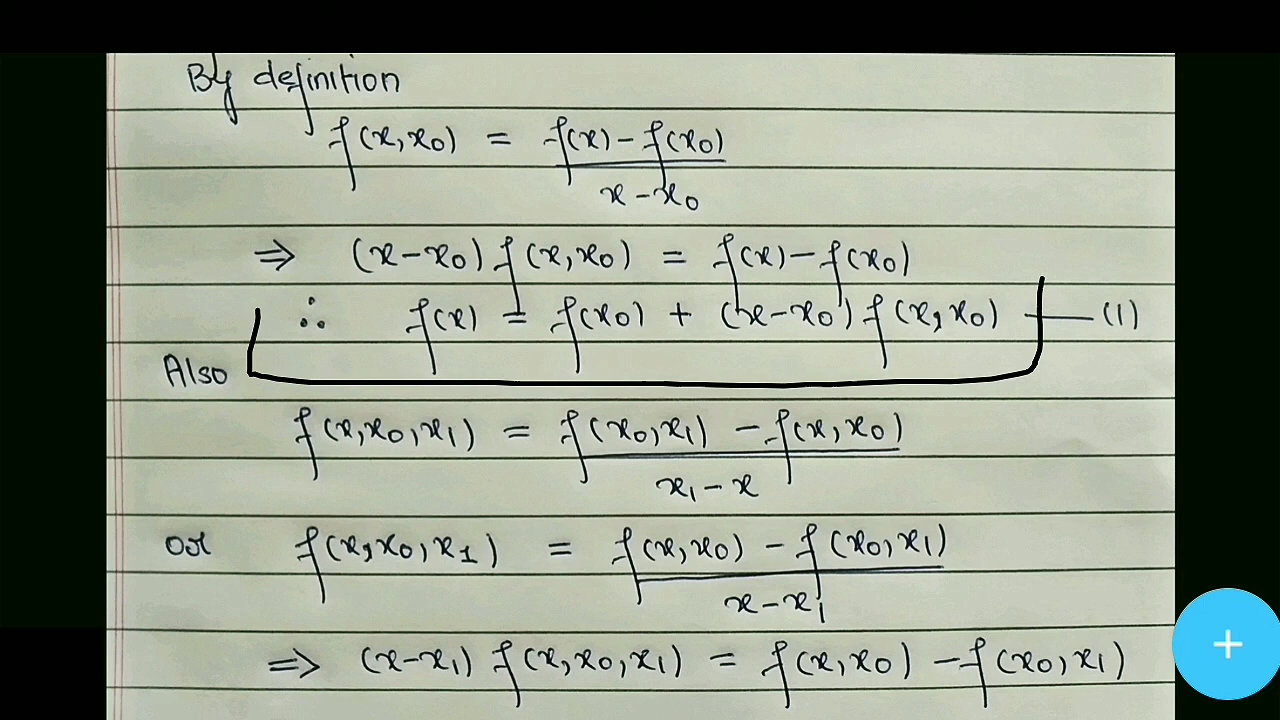 By definition
f(x,x₀) = f(x) - f(x₀)
x - x₀
⇒ (x-x₀) f(x,x₀) = f(x) - f(x₀)
∴ f(x) = f(x₀) + (x-x₀) f(x,x₀) —— (1)
Also
f(x,x₀,x₁) = f(x₀,x₁) - f(x,x₀)
x₁ - x
or f(x,x₀,x₁) = f(x,x₀) - f(x₀,x₁)
x - x₁
⇒ (x-x₁) f(x,x₀,x₁) = f(x,x₀) - f(x₀,x₁)
+